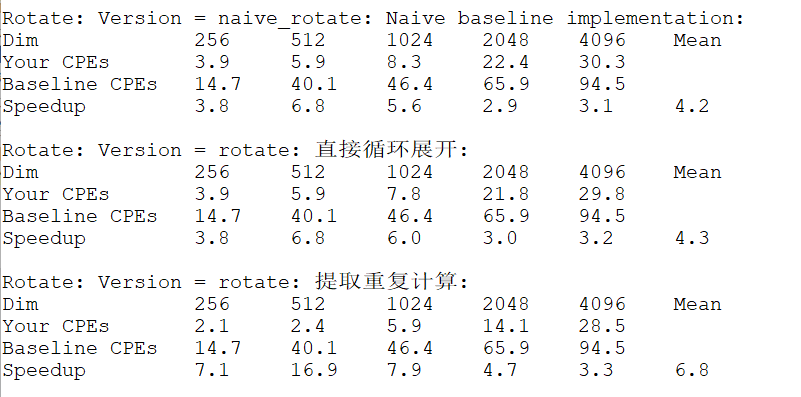 Rotate: Version = naive_rotate: Naive baseline implementation:
Dim 256 512 1024 2048 4096 Mean
Your CPEs 3.9 5.9 8.3 22.4 30.3
Baseline CPEs 14.7 40.1 46.4 65.9 94.5
Speedup 3.8 6.8 5.6 2.9 3.1 4.2
Rotate: Version = rotate: 直接循环展开:
Dim 256 512 1024 2048 4096 Mean
Your CPEs 3.9 5.9 7.8 21.8 29.8
Baseline CPEs 14.7 40.1 46.4 65.9 94.5
Speedup 3.8 6.8 6.0 3.0 3.2 4.3
Rotate: Version = rotate: 提取重复计算:
Dim 256 512 1024 2048 4096 Mean
Your CPEs 2.1 2.4 5.9 14.1 28.5
Baseline CPEs 14.7 40.1 46.4 65.9 94.5
Speedup 7.1 16.9 7.9 4.7 3.3 6.8